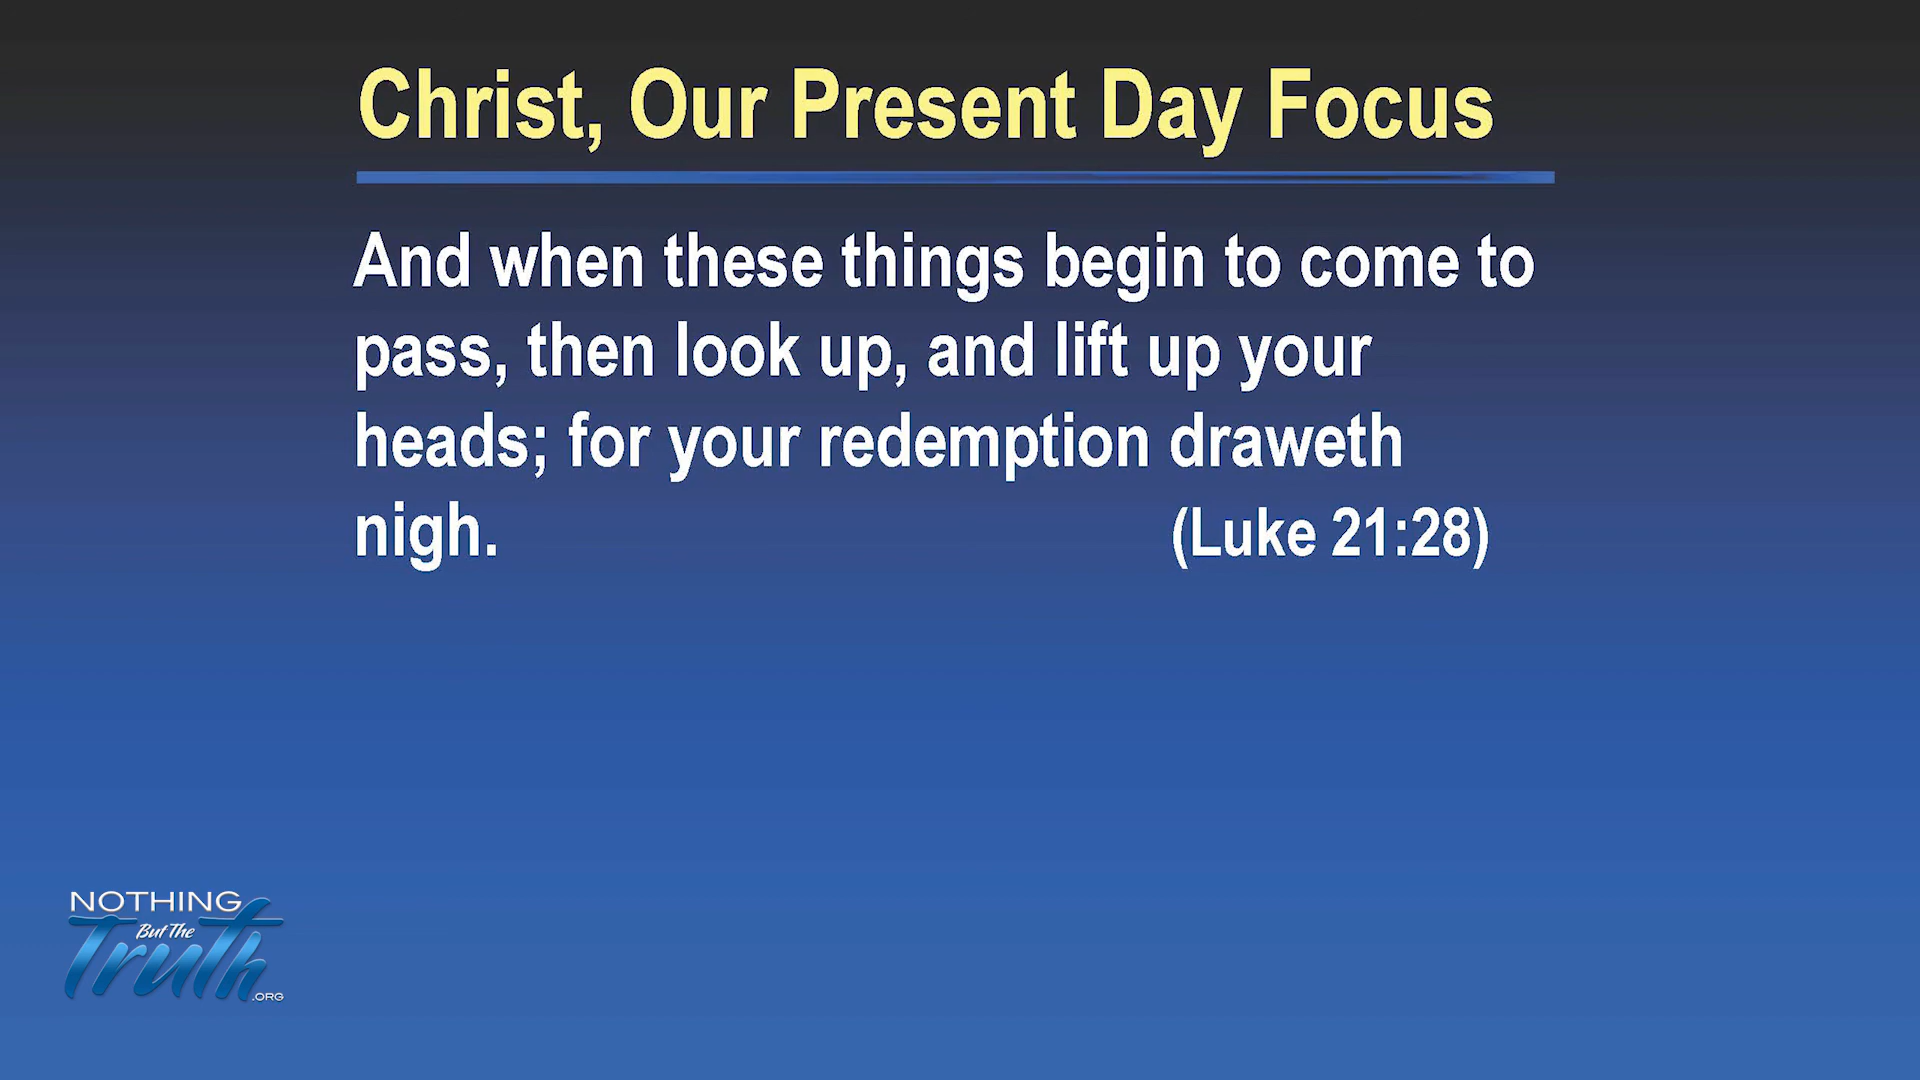 Christ, Our Present Day Focus
And when these things begin to come to
pass, then look up, and lift up your
heads; for your redemption draweth
nigh. (Luke 21:28)
NOTHING
But The
Truth
.ORG